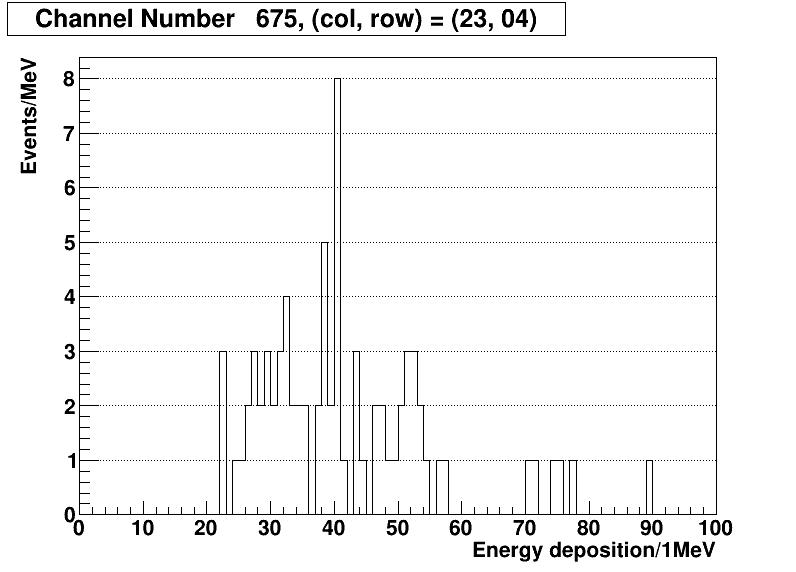 Channel Number 675, (col, row) = (23, 04)
Events/MeV
8
7
6
5
4
3
2
1
0
0 10 20 30 40 50 60 70 80 90 100
Energy deposition/1MeV